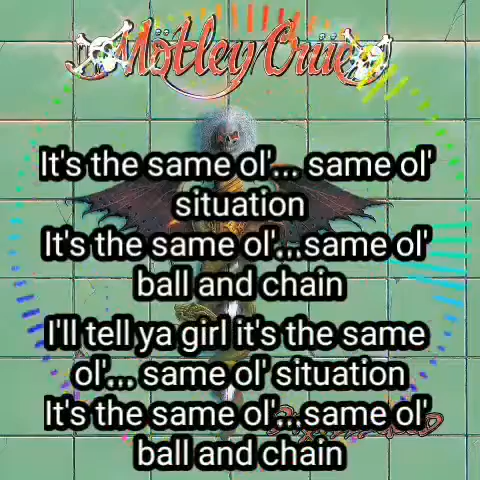 Mötley Crüe
It's the same ol'... same ol'
situation
It's the same ol'...same ol'
ball and chain
I'll tell ya girl it's the same
ol'... same ol' situation
It's the same ol'...same ol'
ball and chain